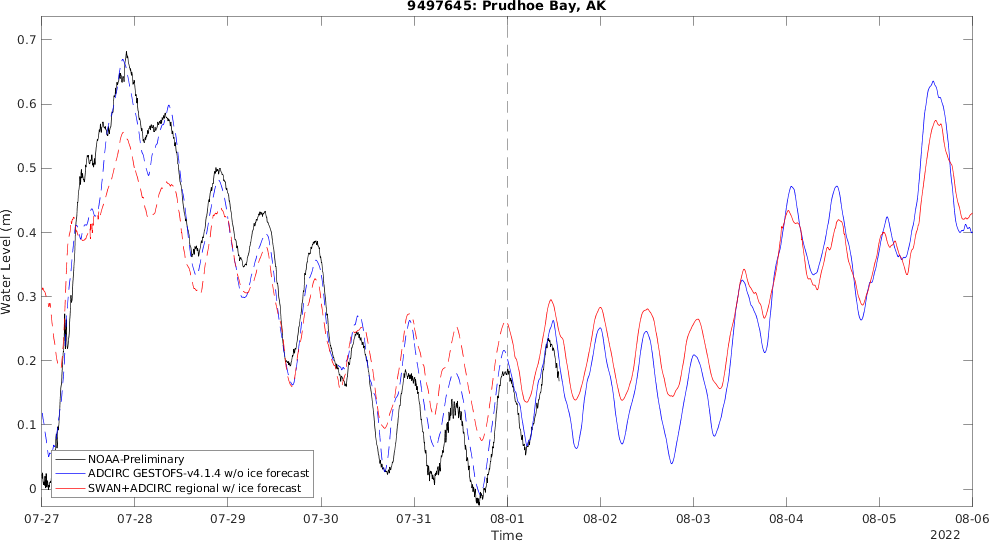 9497645: Prudhoe Bay, AK
Water Level (m)
0.7
0.6
0.5
0.4
0.3
0.2
0.1
0
NOAA-Preliminary
ADCIRC GESTOFS-v4.1.4 w/o ice forecast
SWAN+ADCIRC regional w/ ice forecast
07-27 07-28 07-29 07-30 07-31 08-01 08-02 08-03 08-04 08-05 08-06
Time
2022